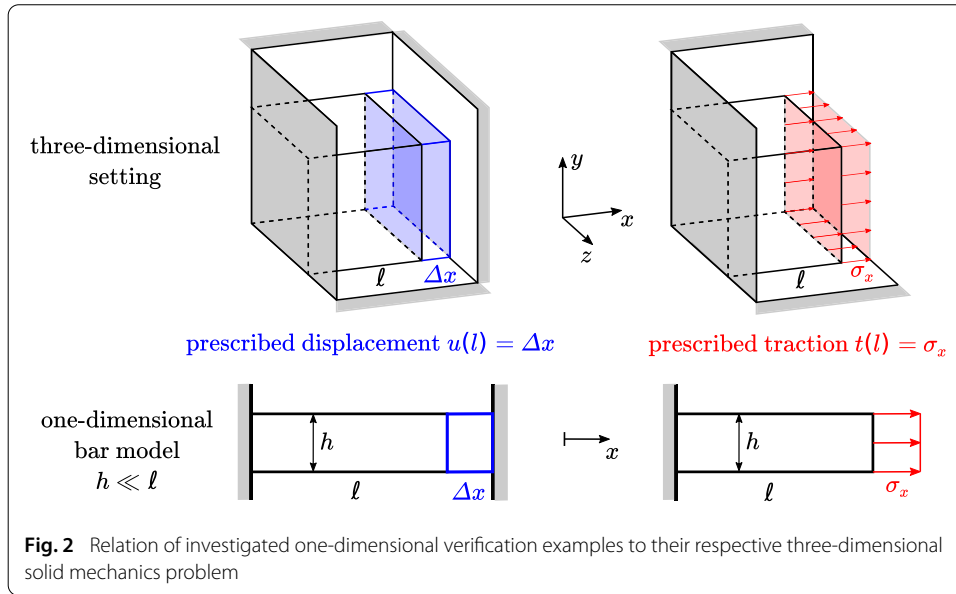 three-dimensional
setting
y
x
z
ℓ
Δx
ℓ
σₓ
prescribed displacement u(l) = Δx
prescribed traction t(l) = σₓ
one-dimensional
bar model
h ≪ ℓ
h
ℓ
Δx
x
h
ℓ
σₓ
Fig. 2 Relation of investigated one-dimensional verification examples to their respective three-dimensional
solid mechanics problem